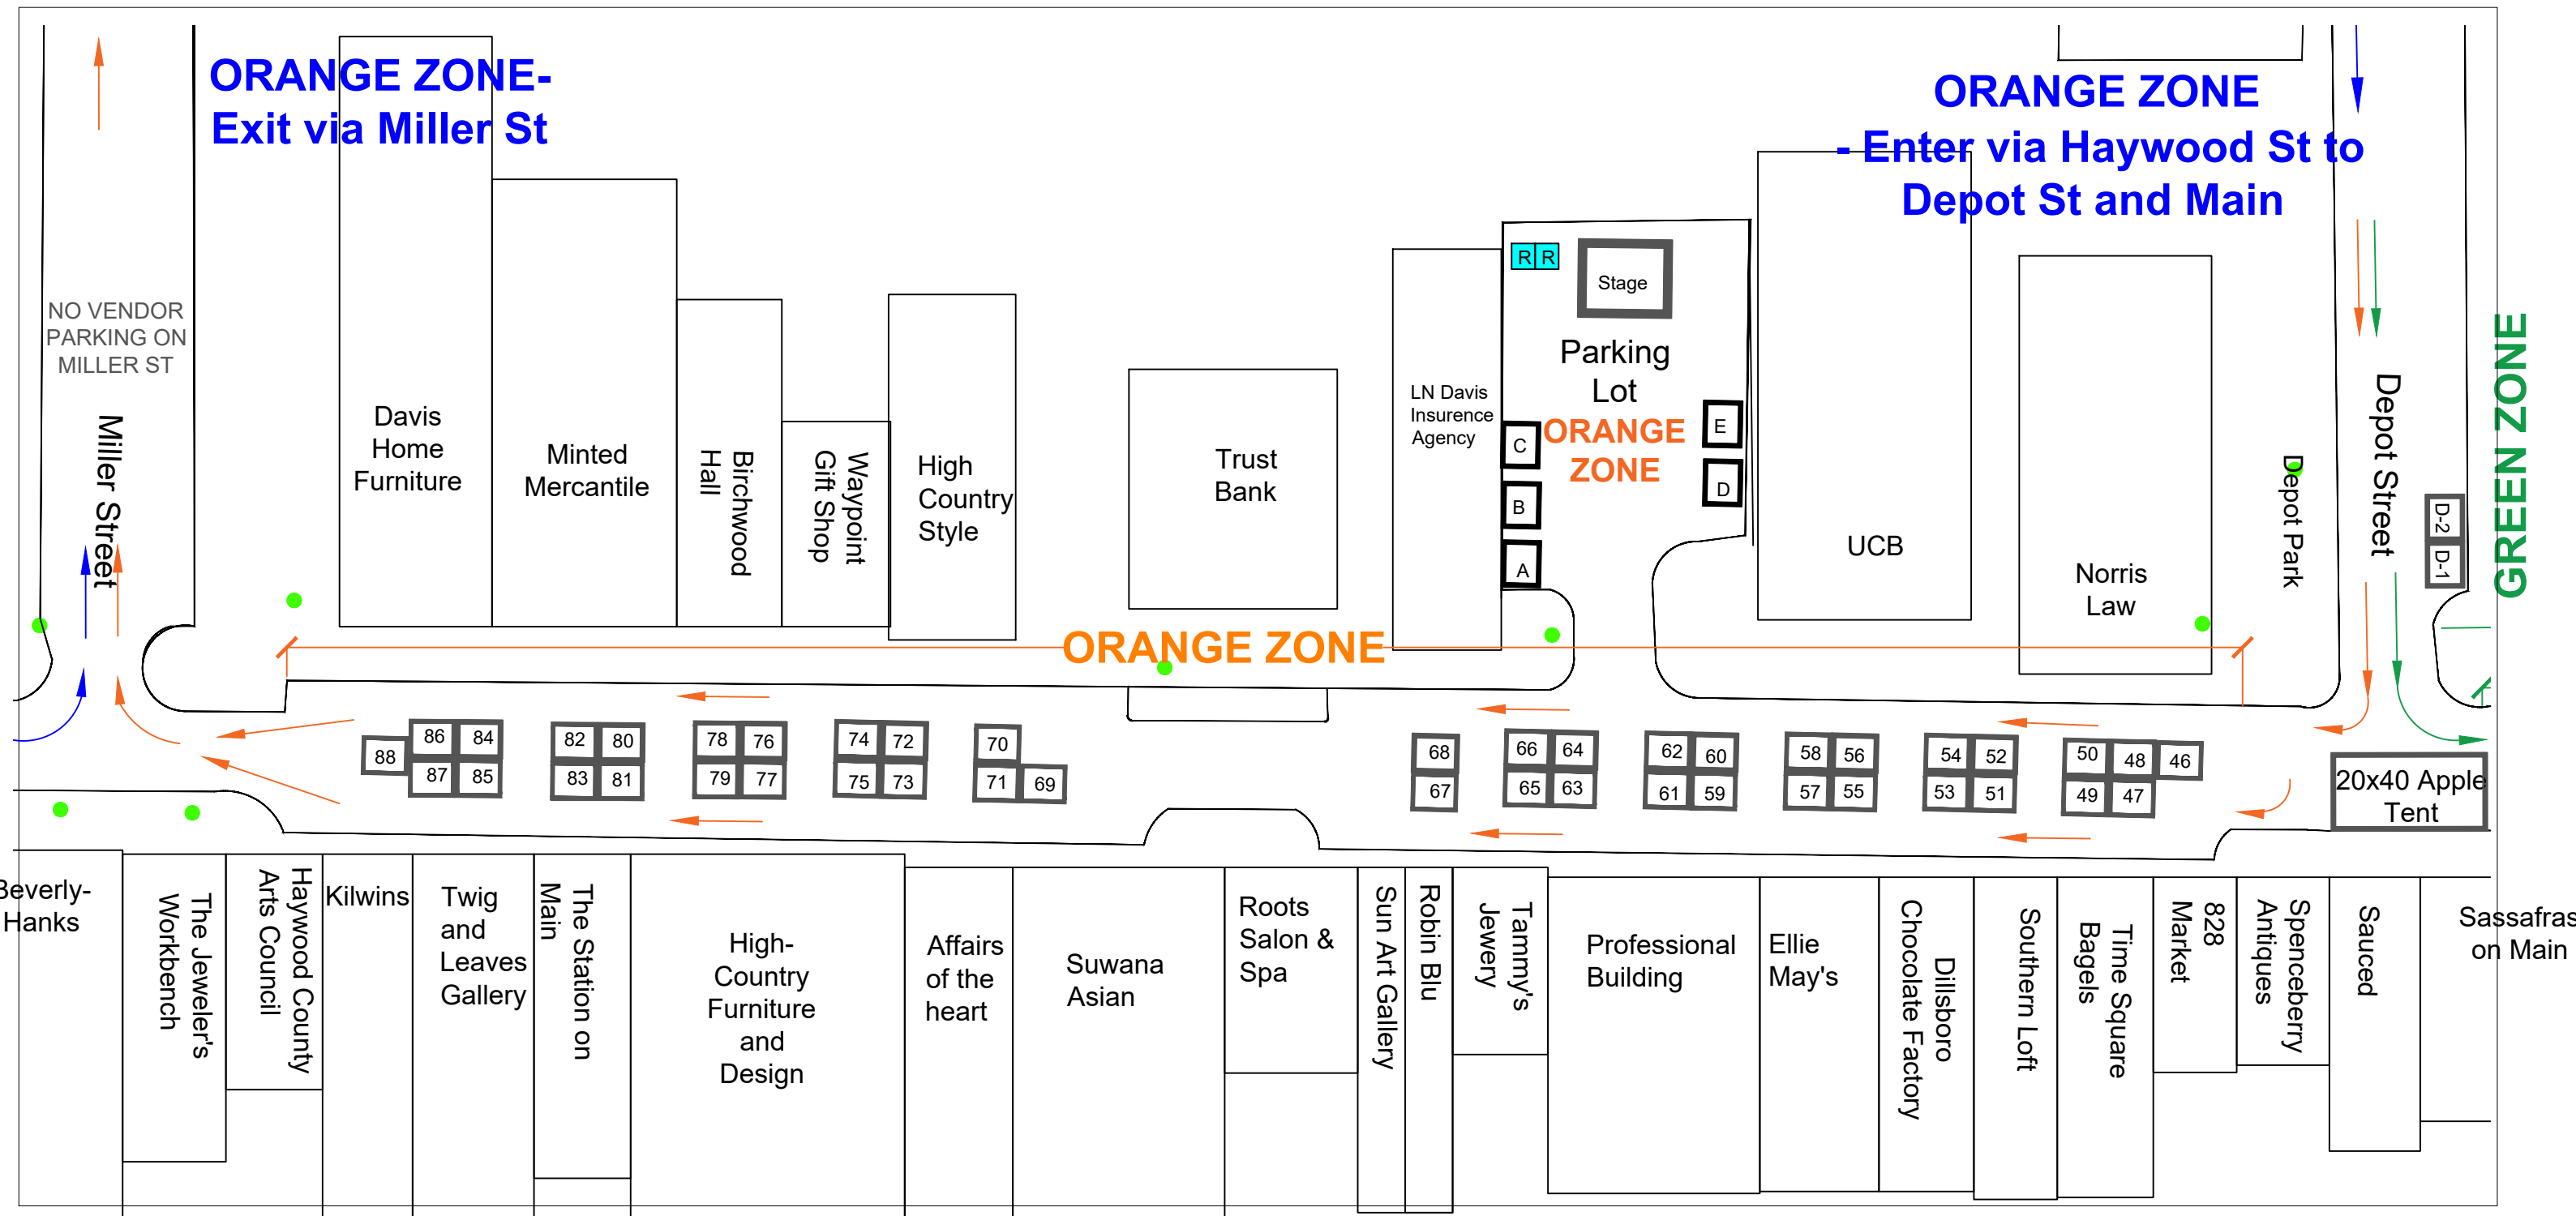 ORANGE ZONE-
Exit via Miller St
ORANGE ZONE
- Enter via Haywood St to
Depot St and Main
NO VENDOR
PARKING ON
MILLER ST
Miller Street
Davis
Home
Furniture
Minted
Mercantile
Birchwood
Hall
Waypoint
Gift Shop
High
Country
Style
Trust
Bank
LN Davis
Insurence
Agency
R R
Stage
Parking
Lot
ORANGE
ZONE
C
B
A
E
D
UCB
Norris
Law
Depot Park
Depot Street
D-2
D-1
GREEN ZONE
ORANGE ZONE
88
86 84
87 85
82 80
83 81
78 76
79 77
74 72
75 73
70
71 69
68
67
66 64
65 63
62 60
61 59
58 56
57 55
54 52
53 51
50 48 46
49 47
20x40 Apple
Tent
Beverly-
Hanks
The Jeweler's
Workbench
Haywood County
Arts Council
Kilwins
Twig
and
Leaves
Gallery
The Station on
Main
High-
Country
Furniture
and
Design
Affairs
of the
heart
Suwana
Asian
Roots
Salon &
Spa
Sun Art Gallery
Robin Blu
Tammy's
Jewery
Professional
Building
Ellie
May's
Dillsboro
Chocolate Factory
Southern Loft
Time Square
Bagels
828
Market
Spenceberry
Antiques
Sauced
Sassafras
on Main